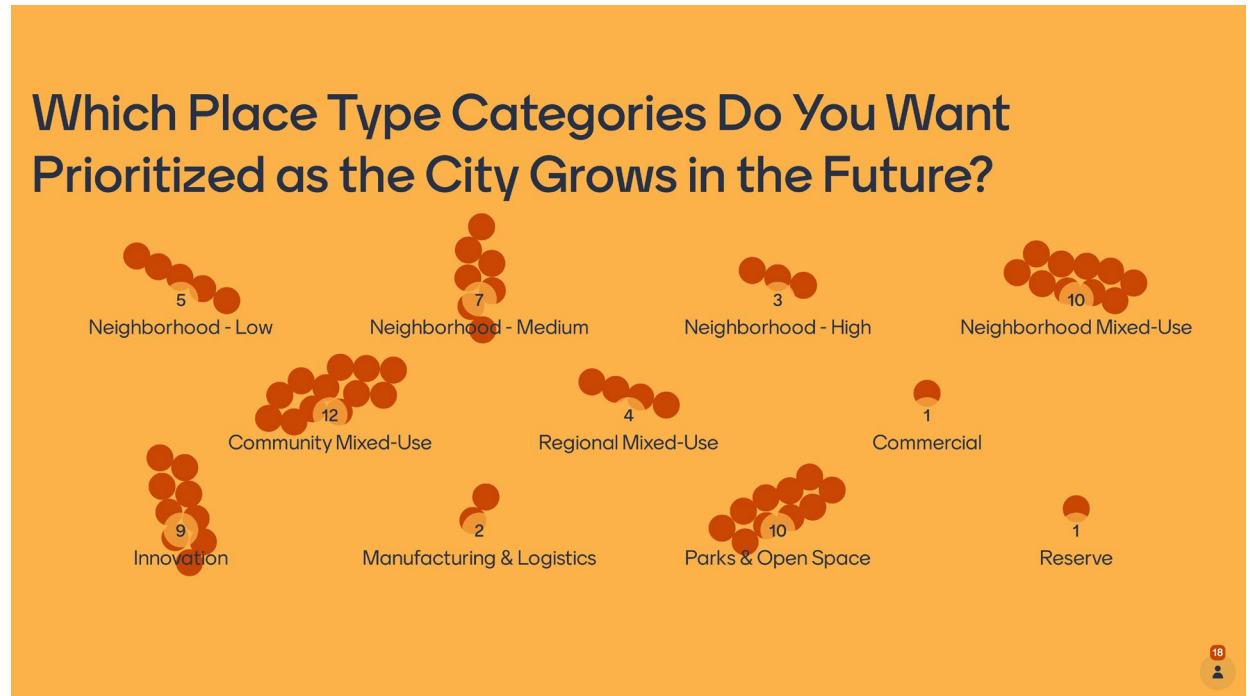 Which Place Type Categories Do You Want
Prioritized as the City Grows in the Future?
5
Neighborhood - Low
7
Neighborhood - Medium
3
Neighborhood - High
10
Neighborhood Mixed-Use
12
Community Mixed-Use
4
Regional Mixed-Use
1
Commercial
9
Innovation
2
Manufacturing & Logistics
10
Parks & Open Space
1
Reserve
18